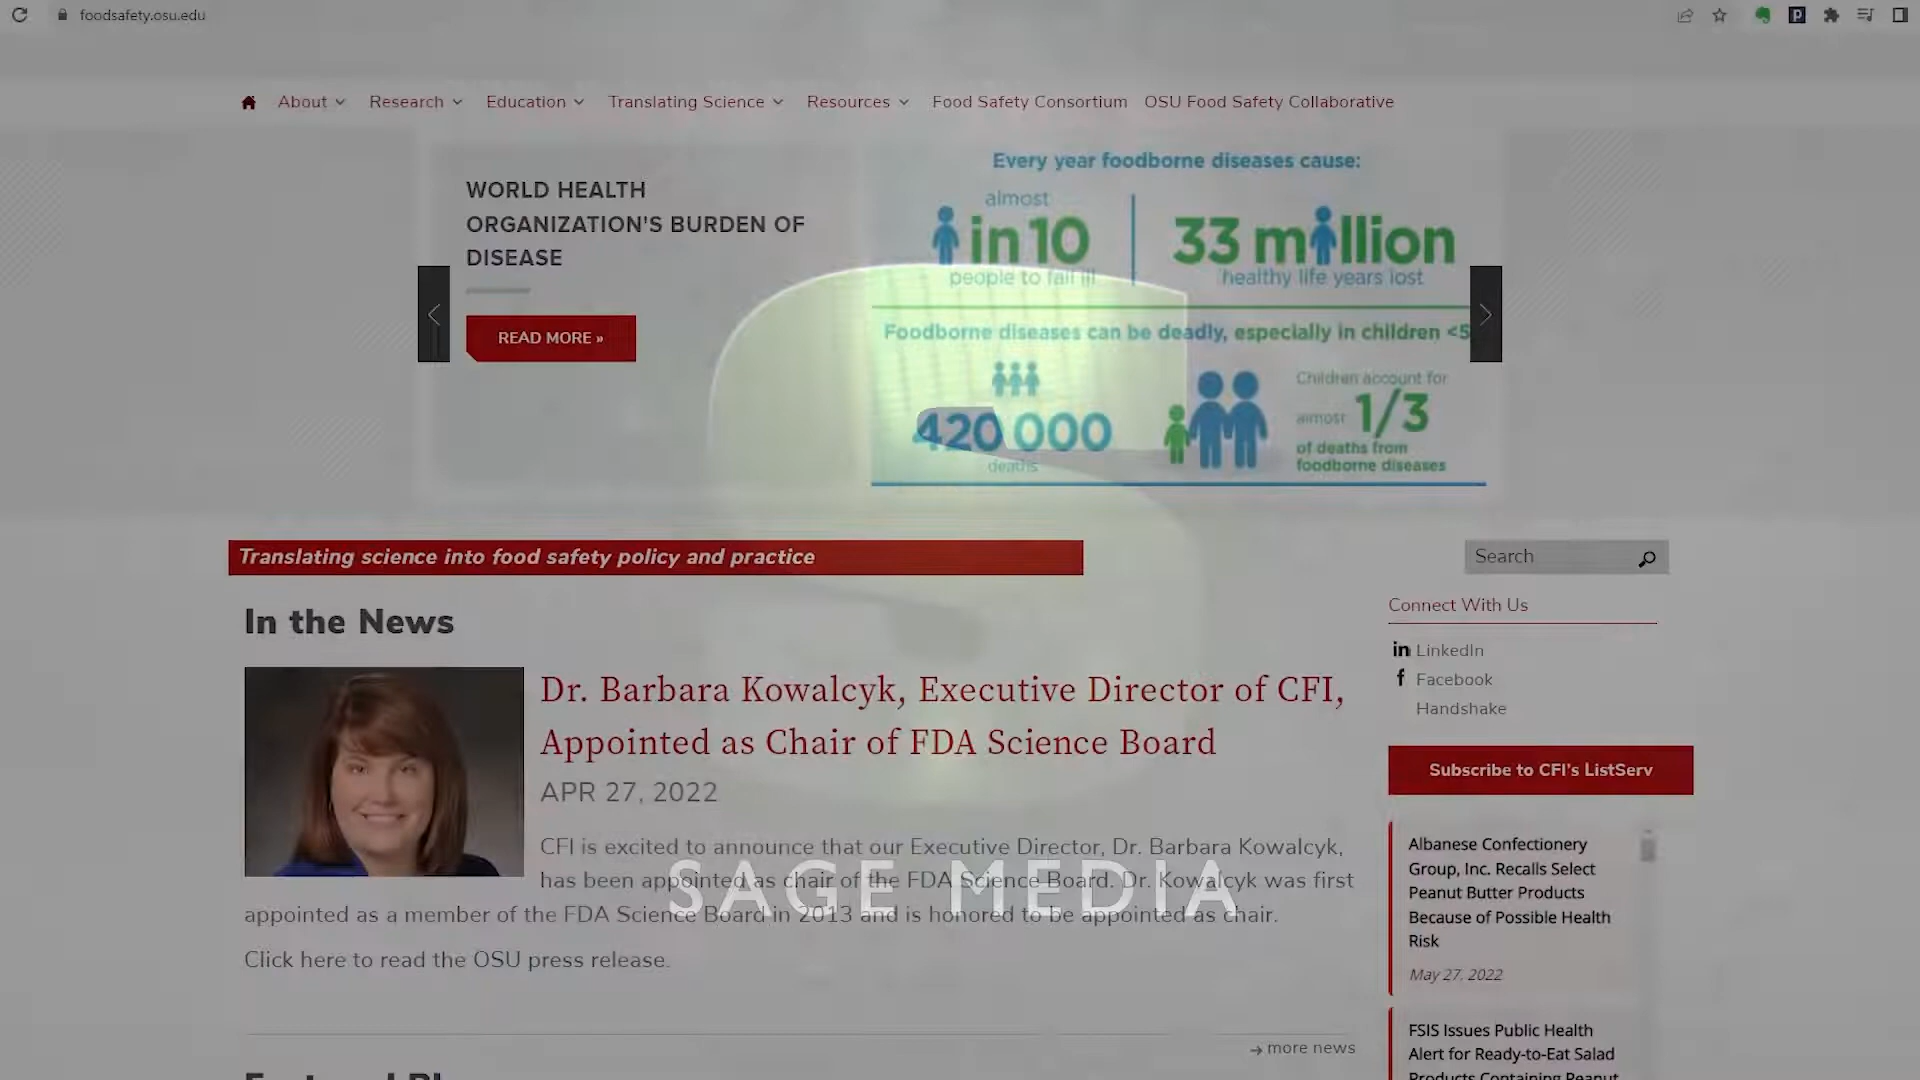 foodsafety.osu.edu
About
Research
Education
Translating Science
Resources
Food Safety Consortium
OSU Food Safety Collaborative
WORLD HEALTH
ORGANIZATION'S BURDEN OF
DISEASE
READ MORE »
Every year foodborne diseases cause:
almost
in 10
people to fall ill
33 million
healthy life years lost
Foodborne diseases can be deadly, especially in children <5
420 000
deaths
Children account for
almost 1/3
of deaths from
foodborne diseases
Translating science into food safety policy and practice
Search
In the News
Dr. Barbara Kowalcyk, Executive Director of CFI,
Appointed as Chair of FDA Science Board
APR 27, 2022
CFI is excited to announce that our Executive Director, Dr. Barbara Kowalcyk,
has been appointed as chair of the FDA Science Board. Dr. Kowalcyk was first
appointed as a member of the FDA Science Board in 2013 and is honored to be appointed as chair.
Click here to read the OSU press release.
SAGE MEDIA
more news
Connect With Us
in LinkedIn
f Facebook
Handshake
Subscribe to CFI's ListServ
Albanese Confectionery
Group, Inc. Recalls Select
Peanut Butter Products
Because of Possible Health
Risk
May 27, 2022
FSIS Issues Public Health
Alert for Ready-to-Eat Salad
Products Containing Peanut